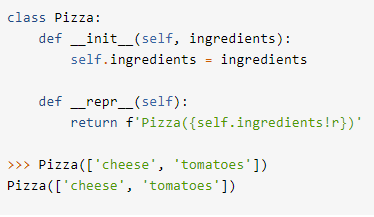 class Pizza:
    def __init__(self, ingredients):
        self.ingredients = ingredients

    def __repr__(self):
        return f'Pizza({self.ingredients!r})'

>>> Pizza(['cheese', 'tomatoes'])
Pizza(['cheese', 'tomatoes'])